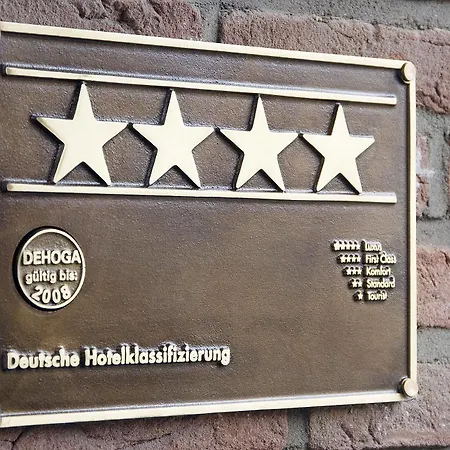 DEHOGA
gültig bis:
2008
★★★★★ Luxus
★★★★ First Class
★★★ Komfort
★★ Standard
★ Tourist
Deutsche Hotelklassifizierung